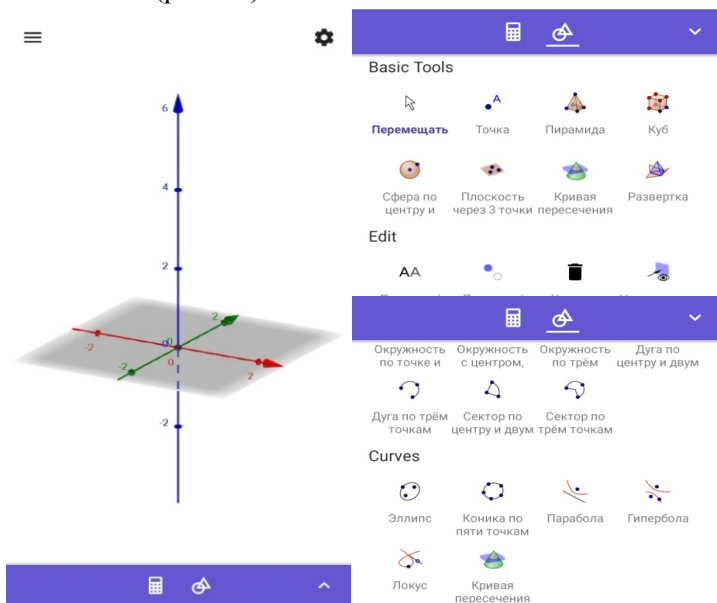 6
4
2
0
0
0
-2
2
-2
2
-2
Basic Tools
Перемещать Точка Пирамида Куб
Сфера по Плоскость Кривая Развертка
центру и через 3 точки пересечения
Edit
AA
Окружность Окружность Окружность Дуга по
по точке и с центром, по трём центру и двум
Дуга по трём Сектор по Сектор по
точкам центру и двум трём точкам
Curves
Эллипс Коника по Парабола Гипербола
пяти точкам
Локус Кривая
пересечения